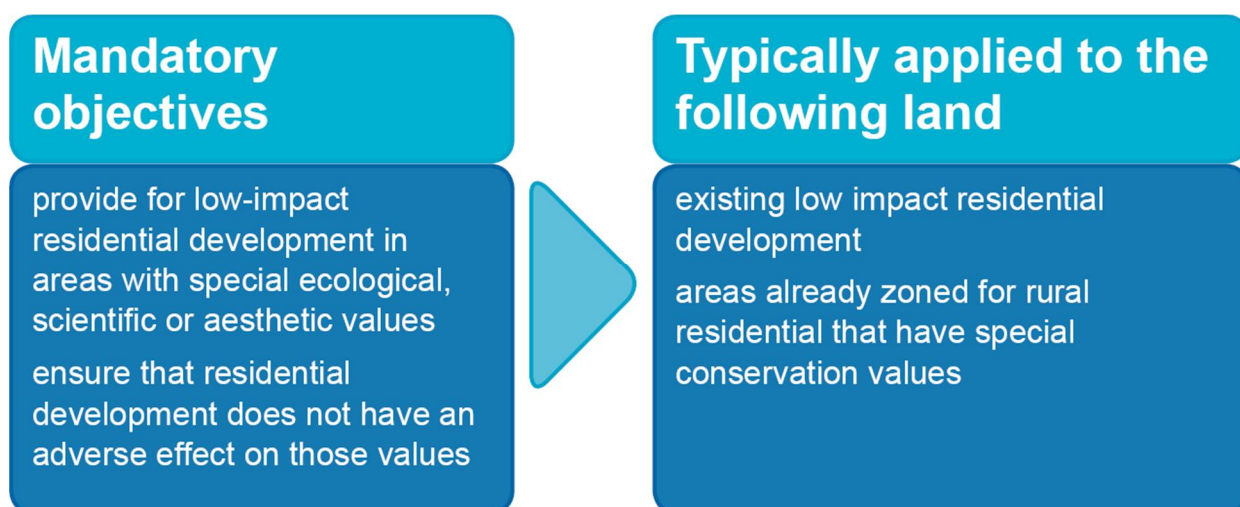 Mandatory
objectives
provide for low-impact
residential development in
areas with special ecological,
scientific or aesthetic values
ensure that residential
development does not have an
adverse effect on those values
Typically applied to the
following land
existing low impact residential
development
areas already zoned for rural
residential that have special
conservation values